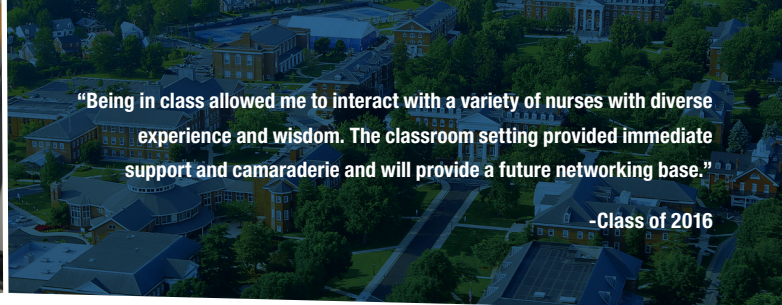 “Being in class allowed me to interact with a variety of nurses with diverse
experience and wisdom. The classroom setting provided immediate
support and camaraderie and will provide a future networking base.”
-Class of 2016